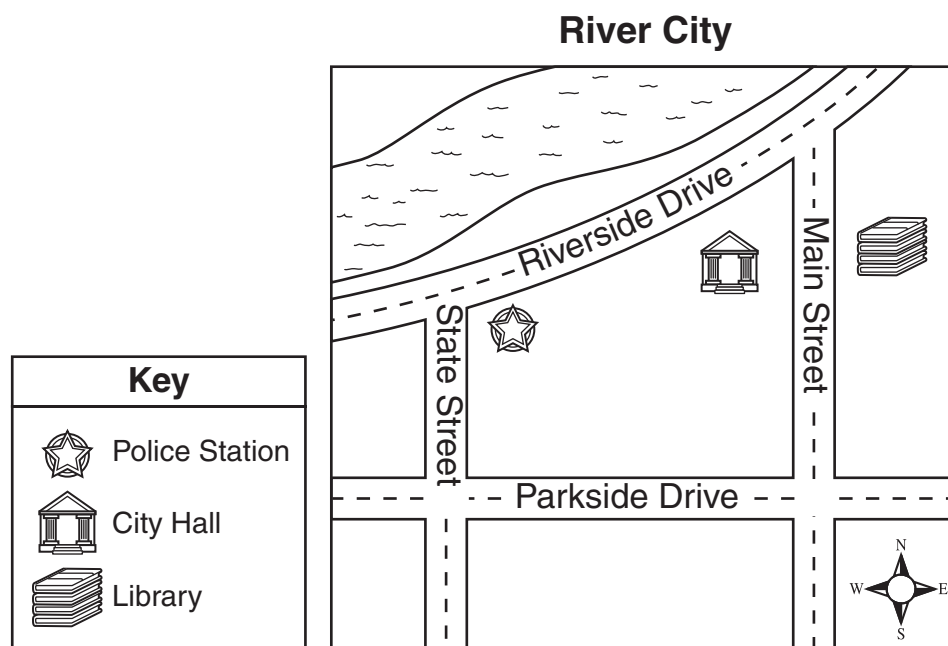 River City
Riverside Drive
Main Street
State Street
Parkside Drive
Key
Police Station
City Hall
Library
N
W
E
S